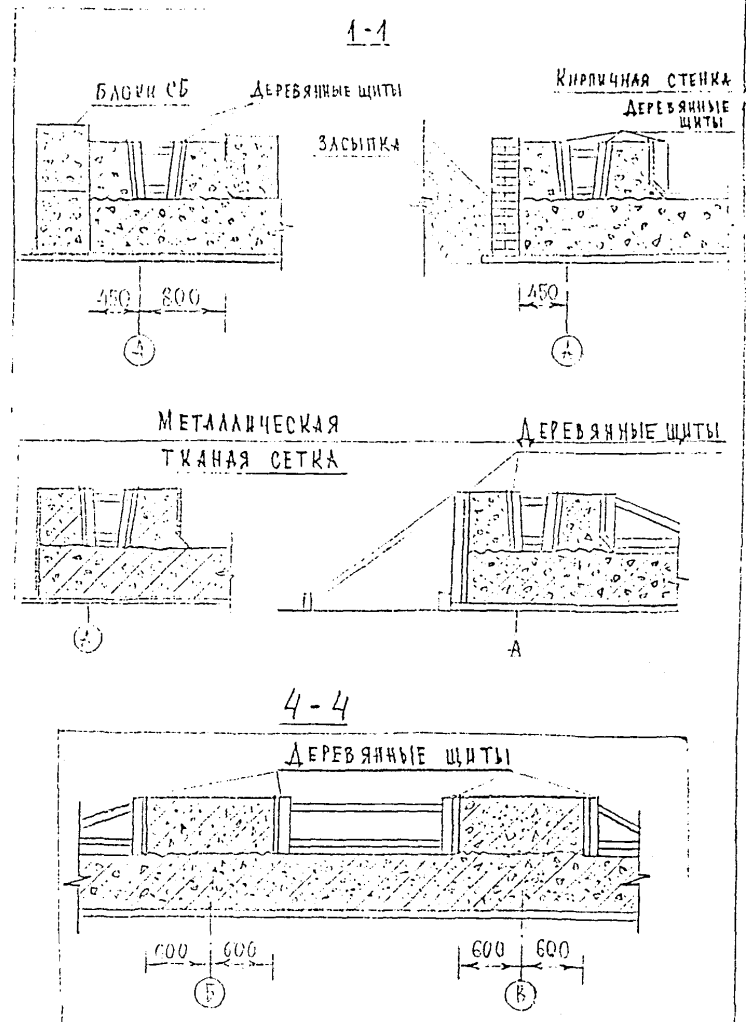 1-1
Блоки СБ
Деревянные щиты
Кирпичная стенка
Деревянные
щиты
Засыпка
450 800
450
А
А
Металлическая
тканая сетка
Деревянные щиты
А
А
4-4
Деревянные щиты
600 600
600 600
Б
В